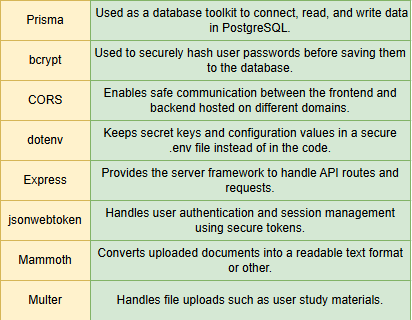 Prisma
Used as a database toolkit to connect, read, and write data
in PostgreSQL.
bcrypt
Used to securely hash user passwords before saving them
to the database.
CORS
Enables safe communication between the frontend and
backend hosted on different domains.
dotenv
Keeps secret keys and configuration values in a secure
.env file instead of in the code.
Express
Provides the server framework to handle API routes and
requests.
jsonwebtoken
Handles user authentication and session management
using secure tokens.
Mammoth
Converts uploaded documents into a readable text format
or other.
Multer
Handles file uploads such as user study materials.